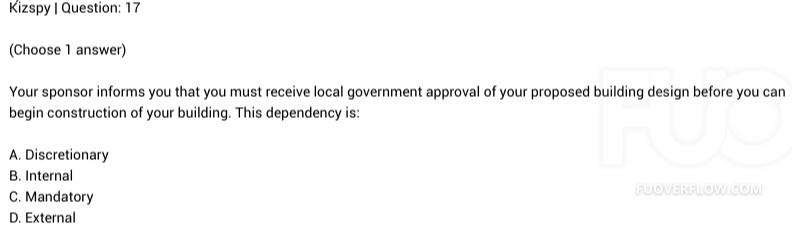 Kizspy | Question: 17
(Choose 1 answer)
Your sponsor informs you that you must receive local government approval of your proposed building design before you can
begin construction of your building. This dependency is:
A. Discretionary
B. Internal
C. Mandatory
D. External
FUO
FUOVERFLOW.COM